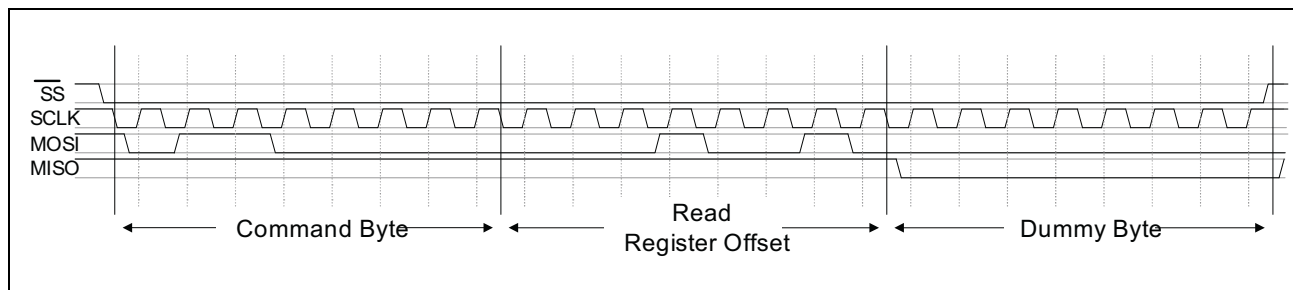 SS
SCLK
MOSI
MISO
Command Byte
Read
Register Offset
Dummy Byte